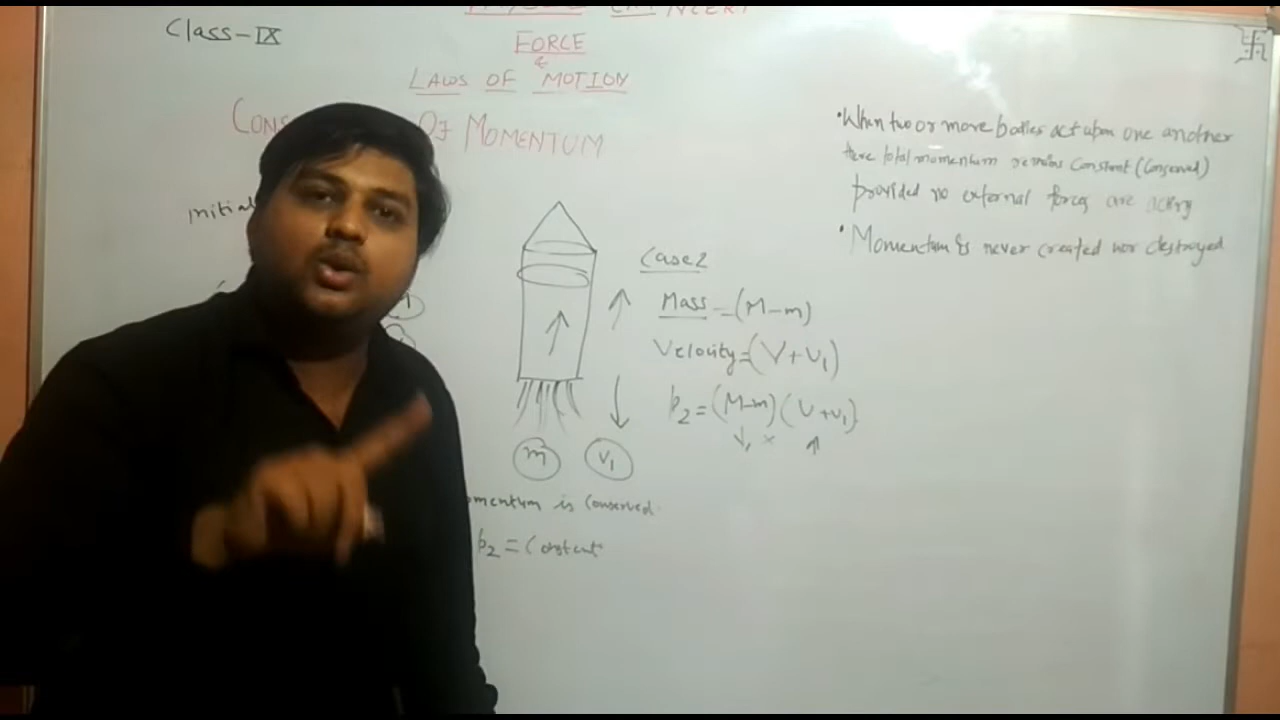 Class-IX
FORCE
&
LAWS OF MOTION
CONS OF MOMENTUM
initial
Case 2
Mass - (M-m)
Velocity = (V+V₁)
p₂ = (M-m)(V+V₁)
m V₁
omentum is conserved.
p₂ = Constant
•When two or more bodies act upon one another
there total momentum remains constant (conserved)
provided no external forces are acting
•Momentum is never created nor destroyed